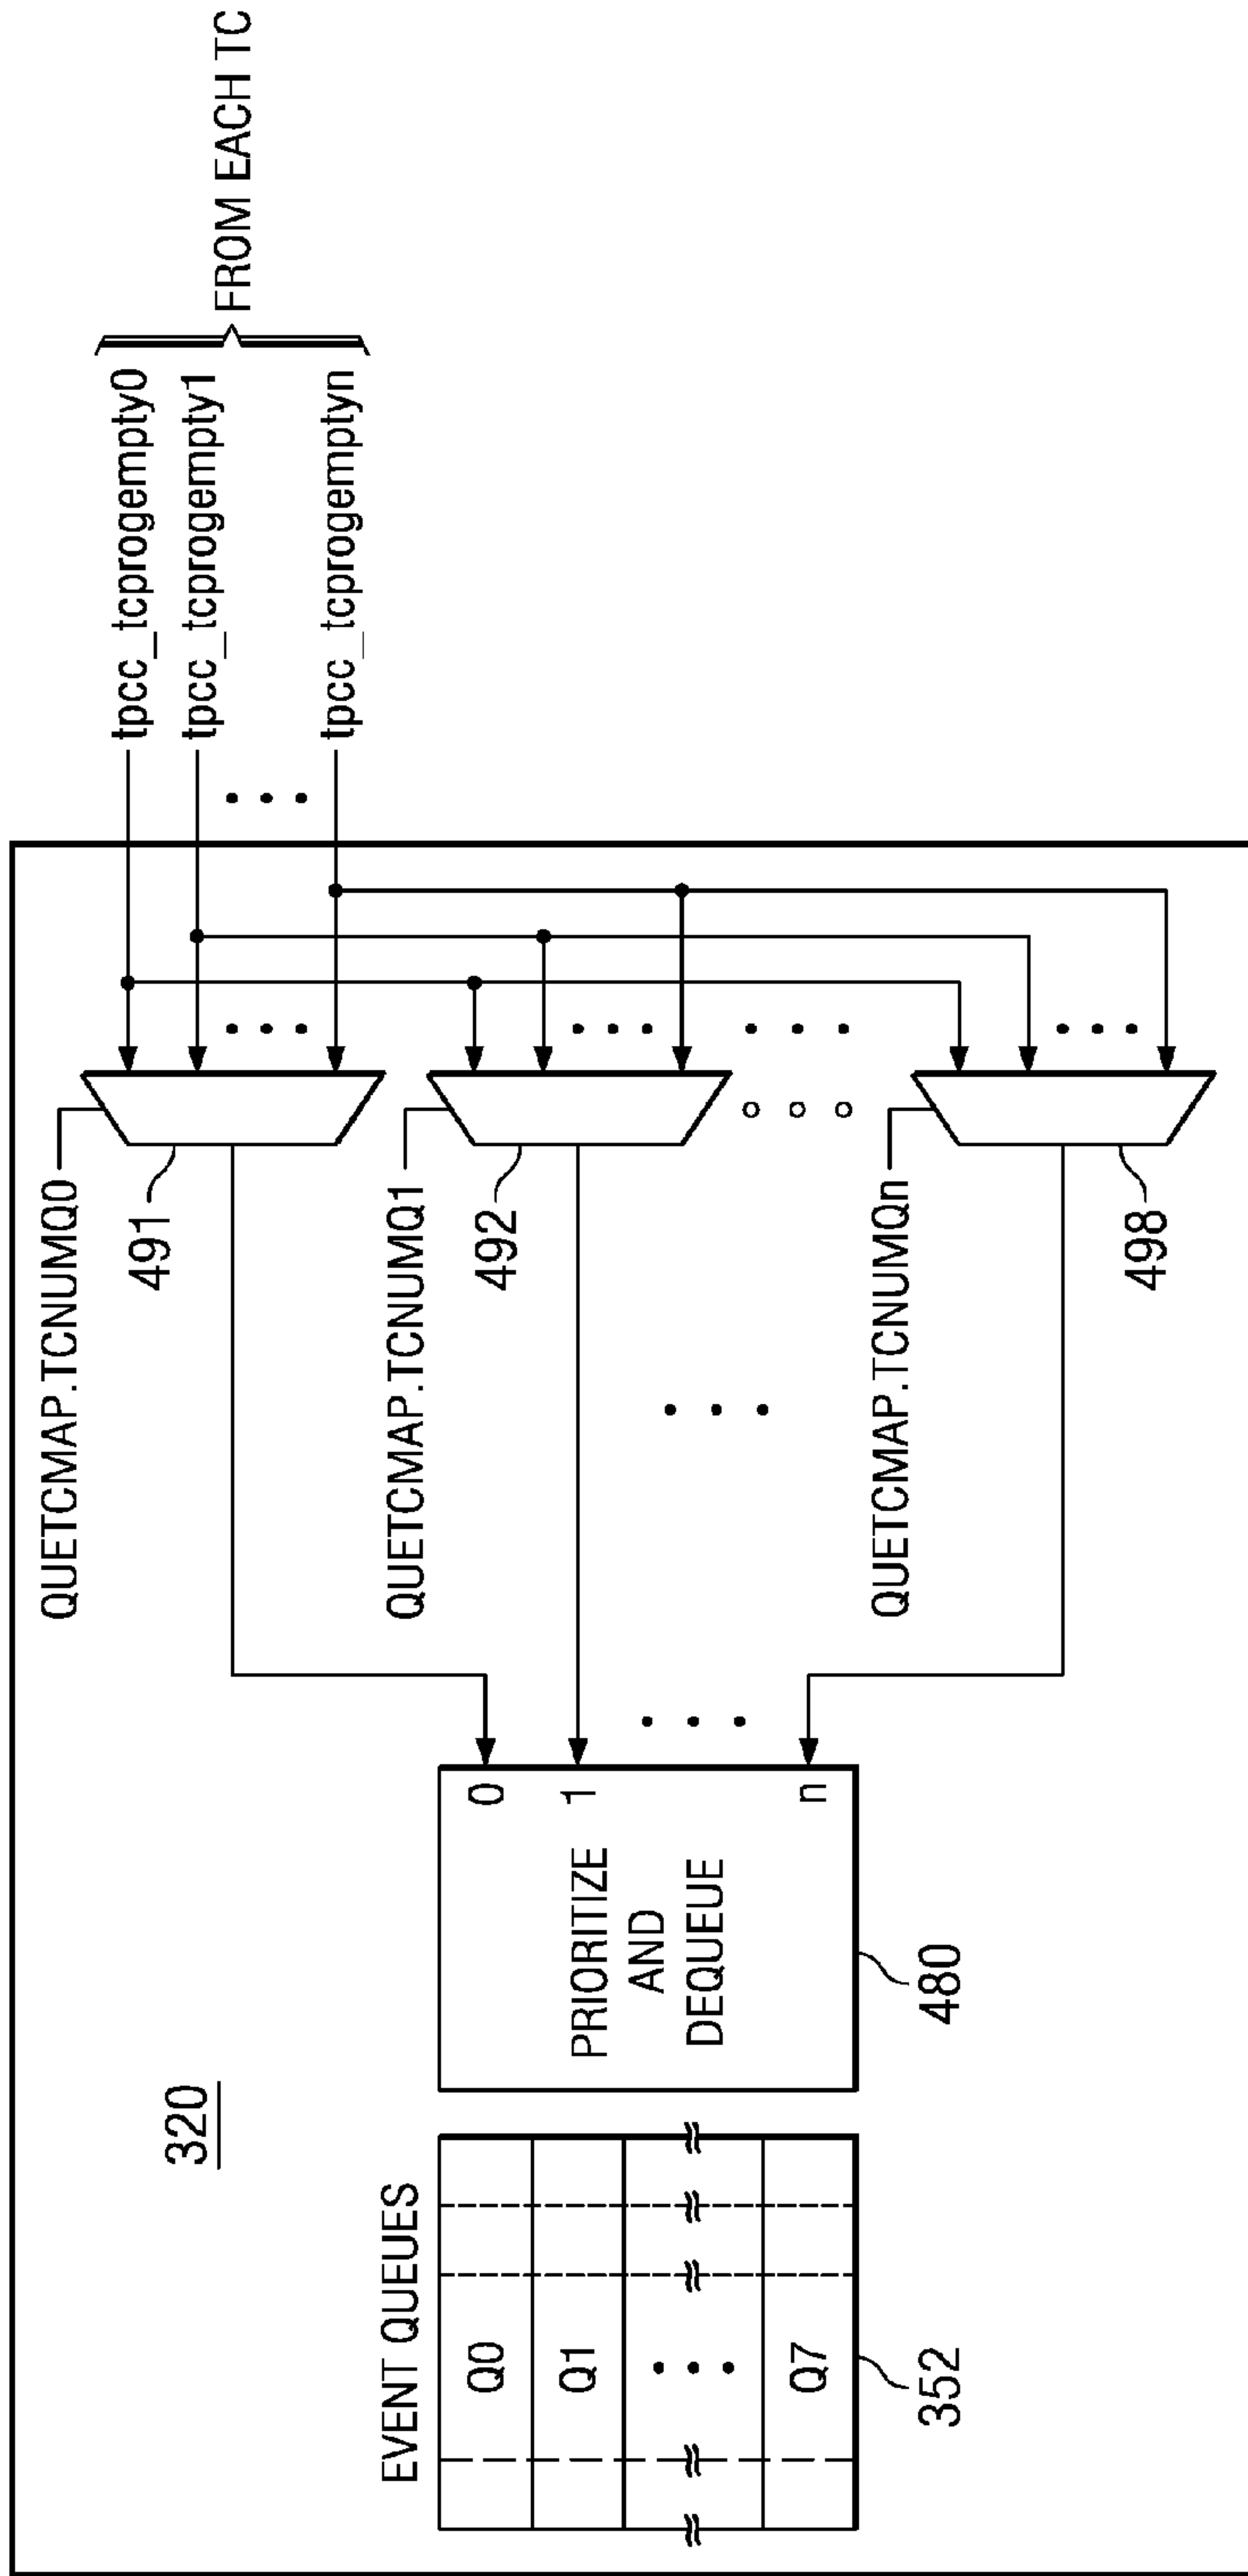 320
EVENT QUEUES
Q0
Q1
Q7
352
PRIORITIZE
AND
DEQUEUE
0
1
n
480
QUETCMAP.TCNUMQ0
491
QUETCMAP.TCNUMQ1
492
QUETCMAP.TCNUMQn
498
tpcc_tcprogempty0
tpcc_tcprogempty1
tpcc_tcprogemptyn
FROM EACH TC